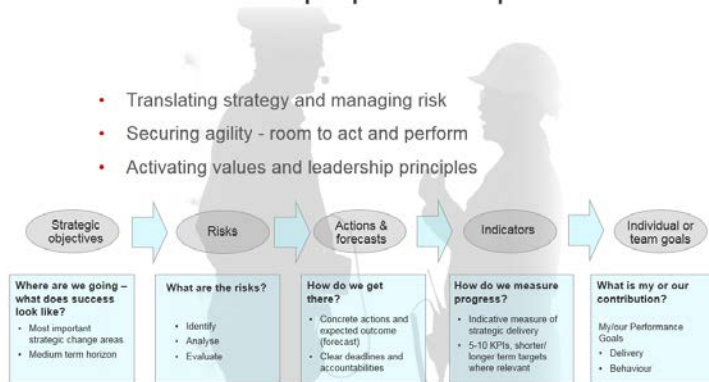 • Translating strategy and managing risk
• Securing agility - room to act and perform
• Activating values and leadership principles
Strategic
objectives
Risks
Actions &
forecasts
Indicators
Individual or
team goals
Where are we going –
what does success
look like?
• Most important
strategic change areas
• Medium term horizon
What are the risks?
• Identify
• Analyse
• Evaluate
How do we get
there?
• Concrete actions and
expected outcome
(forecast)
• Clear deadlines and
accountabilities
How do we measure
progress?
• Indicative measure of
strategic delivery
• 5-10 KPIs, shorter/
longer term targets
where relevant
What is my or our
contribution?
My/our Performance
Goals
• Delivery
• Behaviour